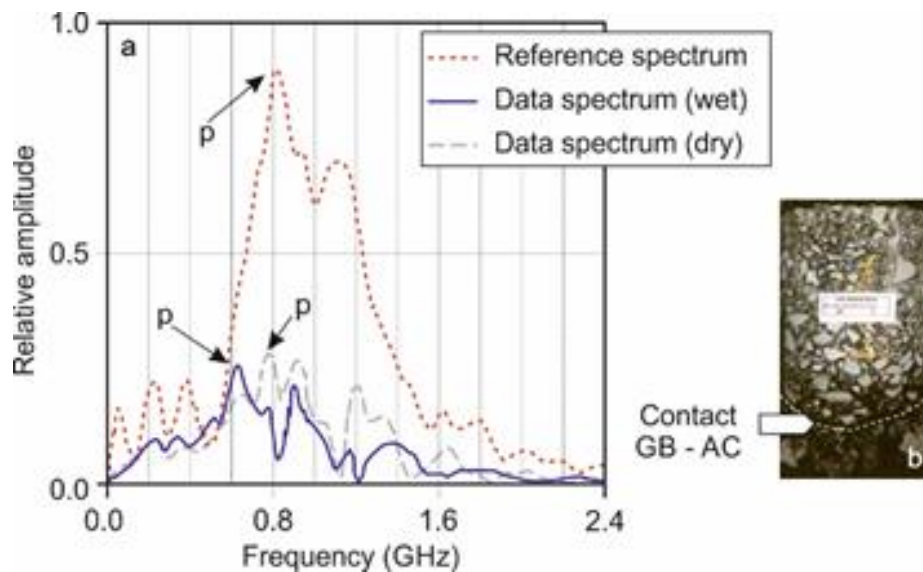 1.0
a
Reference spectrum
Data spectrum (wet)
Data spectrum (dry)
p
Relative amplitude
0.5
p
p
0.0
0.0
0.8
1.6
2.4
Frequency (GHz)
Contact
GB - AC
b